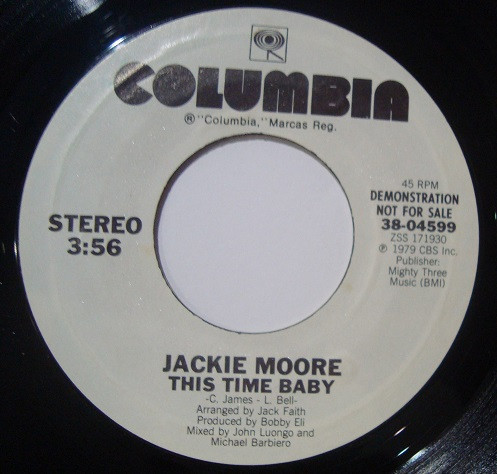 COLUMBIA
® "Columbia," Marcas Reg.
STEREO
3:56
45 RPM
DEMONSTRATION
NOT FOR SALE
38-04599
ZSS 171930
℗ 1979 CBS Inc.
Publisher:
Mighty Three
Music (BMI)
JACKIE MOORE
THIS TIME BABY
-C. James - L. Bell-
Arranged by Jack Faith
Produced by Bobby Eli
Mixed by John Luongo and
Michael Barbiero